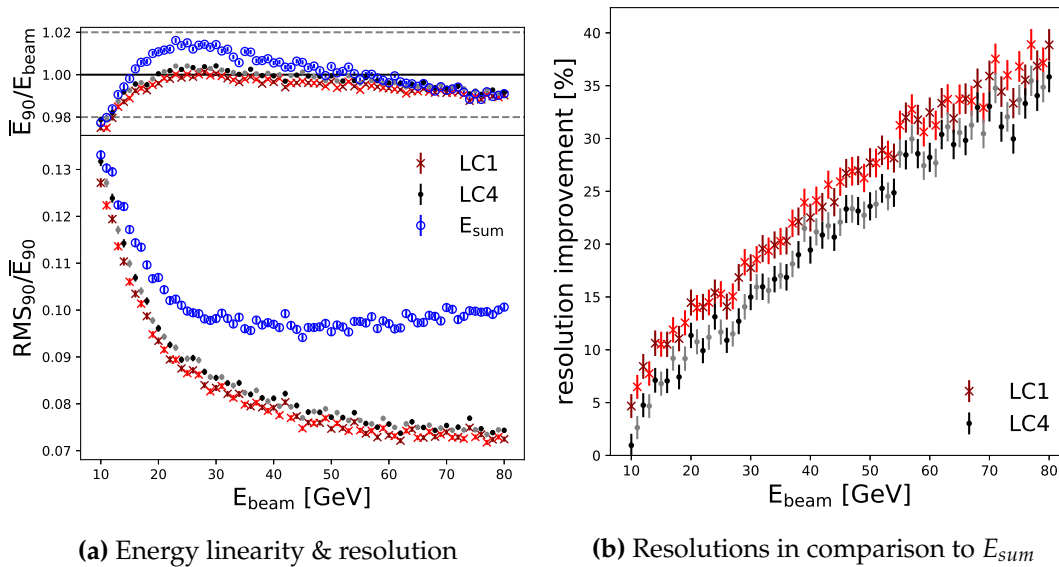 1.02
1.00
0.98
E̅90/Ebeam
0.13
0.12
0.11
0.10
0.09
0.08
0.07
RMS90/E̅90
LC1
LC4
Esum
10 20 30 40 50 60 70 80
Ebeam [GeV]
(a) Energy linearity & resolution
40
35
30
25
20
15
10
5
0
resolution improvement [%]
LC1
LC4
10 20 30 40 50 60 70 80
Ebeam [GeV]
(b) Resolutions in comparison to Esum